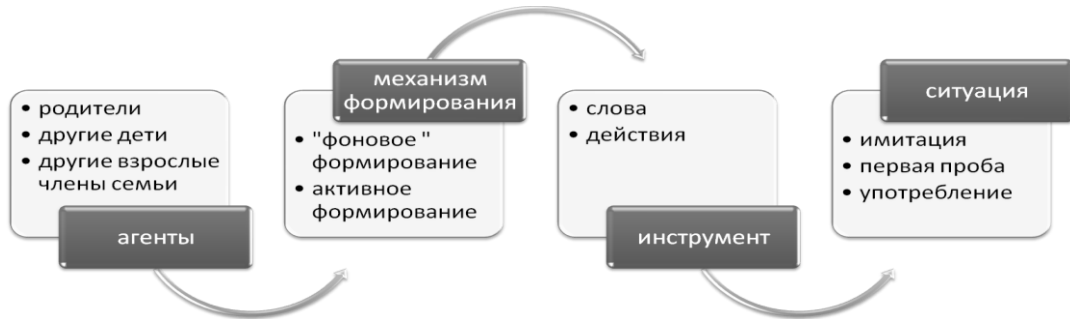 • родители
• другие дети
• другие взрослые
члены семьи
агенты
механизм
формирования
• "фоновое "
формирование
• активное
формирование
• слова
• действия
инструмент
ситуация
• имитация
• первая проба
• употребление